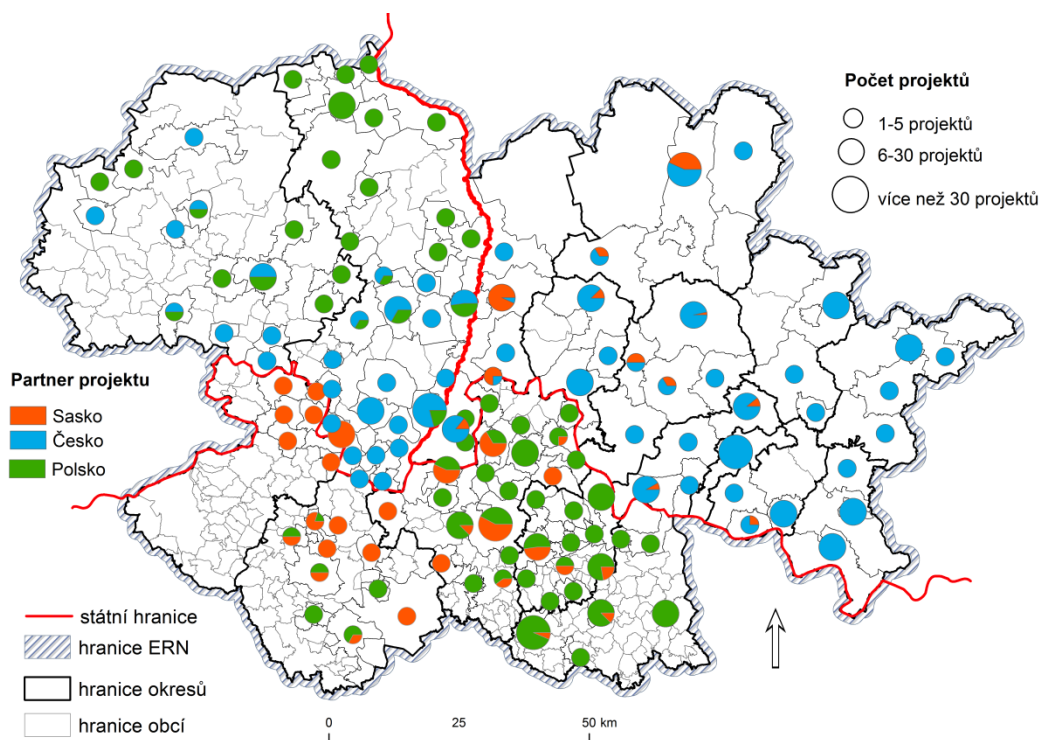 Počet projektů
1-5 projektů
6-30 projektů
více než 30 projektů
Partner projektu
Sasko
Česko
Polsko
státní hranice
hranice ERN
hranice okresů
hranice obcí
0 25 50 km